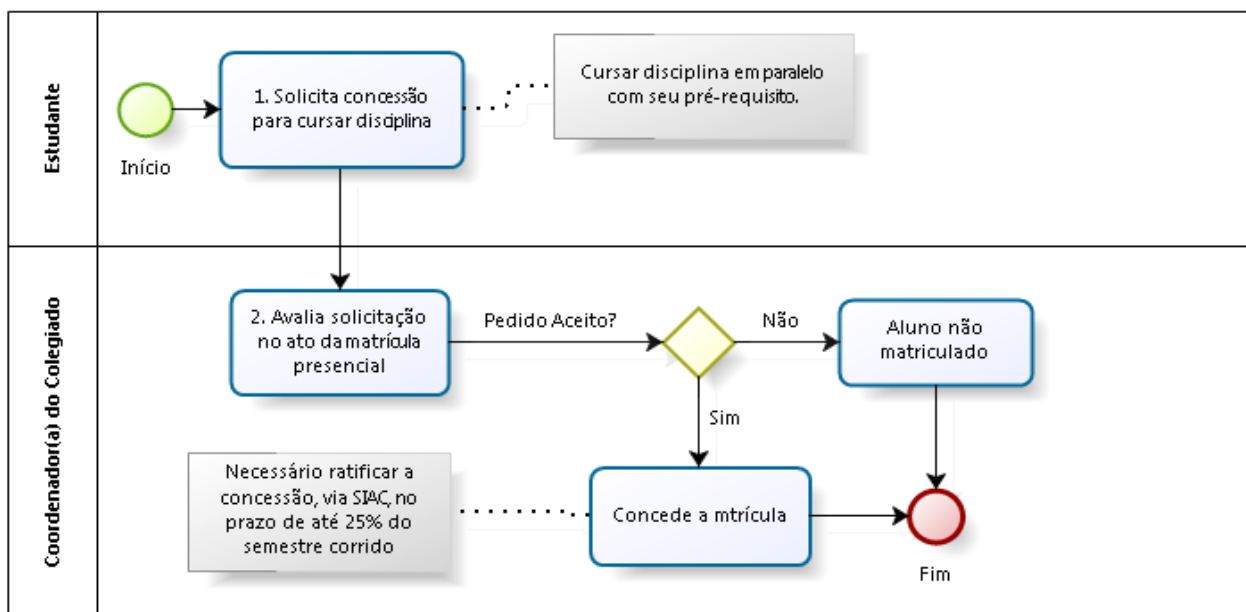 Estudante
1. Solicita concessão
para cursar disciplina
Cursar disciplina em paralelo
com seu pré-requisito.
Início
Coordenador(a) do Colegiado
2. Avalia solicitação
no ato da matrícula
presencial
Pedido Aceito?
Não
Aluno não
matriculado
Sim
Necessário ratificar a
concessão, via SIAC, no
prazo de até 25% do
semestre corrido
Concede a mtrícula
Fim